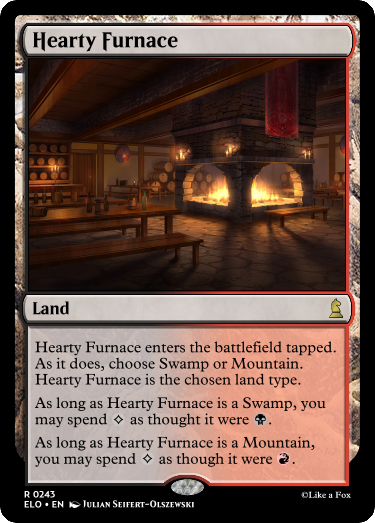 Hearty Furnace
Land
Hearty Furnace enters the battlefield tapped.
As it does, choose Swamp or Mountain.
Hearty Furnace is the chosen land type.
As long as Hearty Furnace is a Swamp, you
may spend as thought it were .
As long as Hearty Furnace is a Mountain,
you may spend as though it were .
R 0243
ELO • EN Julian Seifert-Olszewski
©Like a Fox